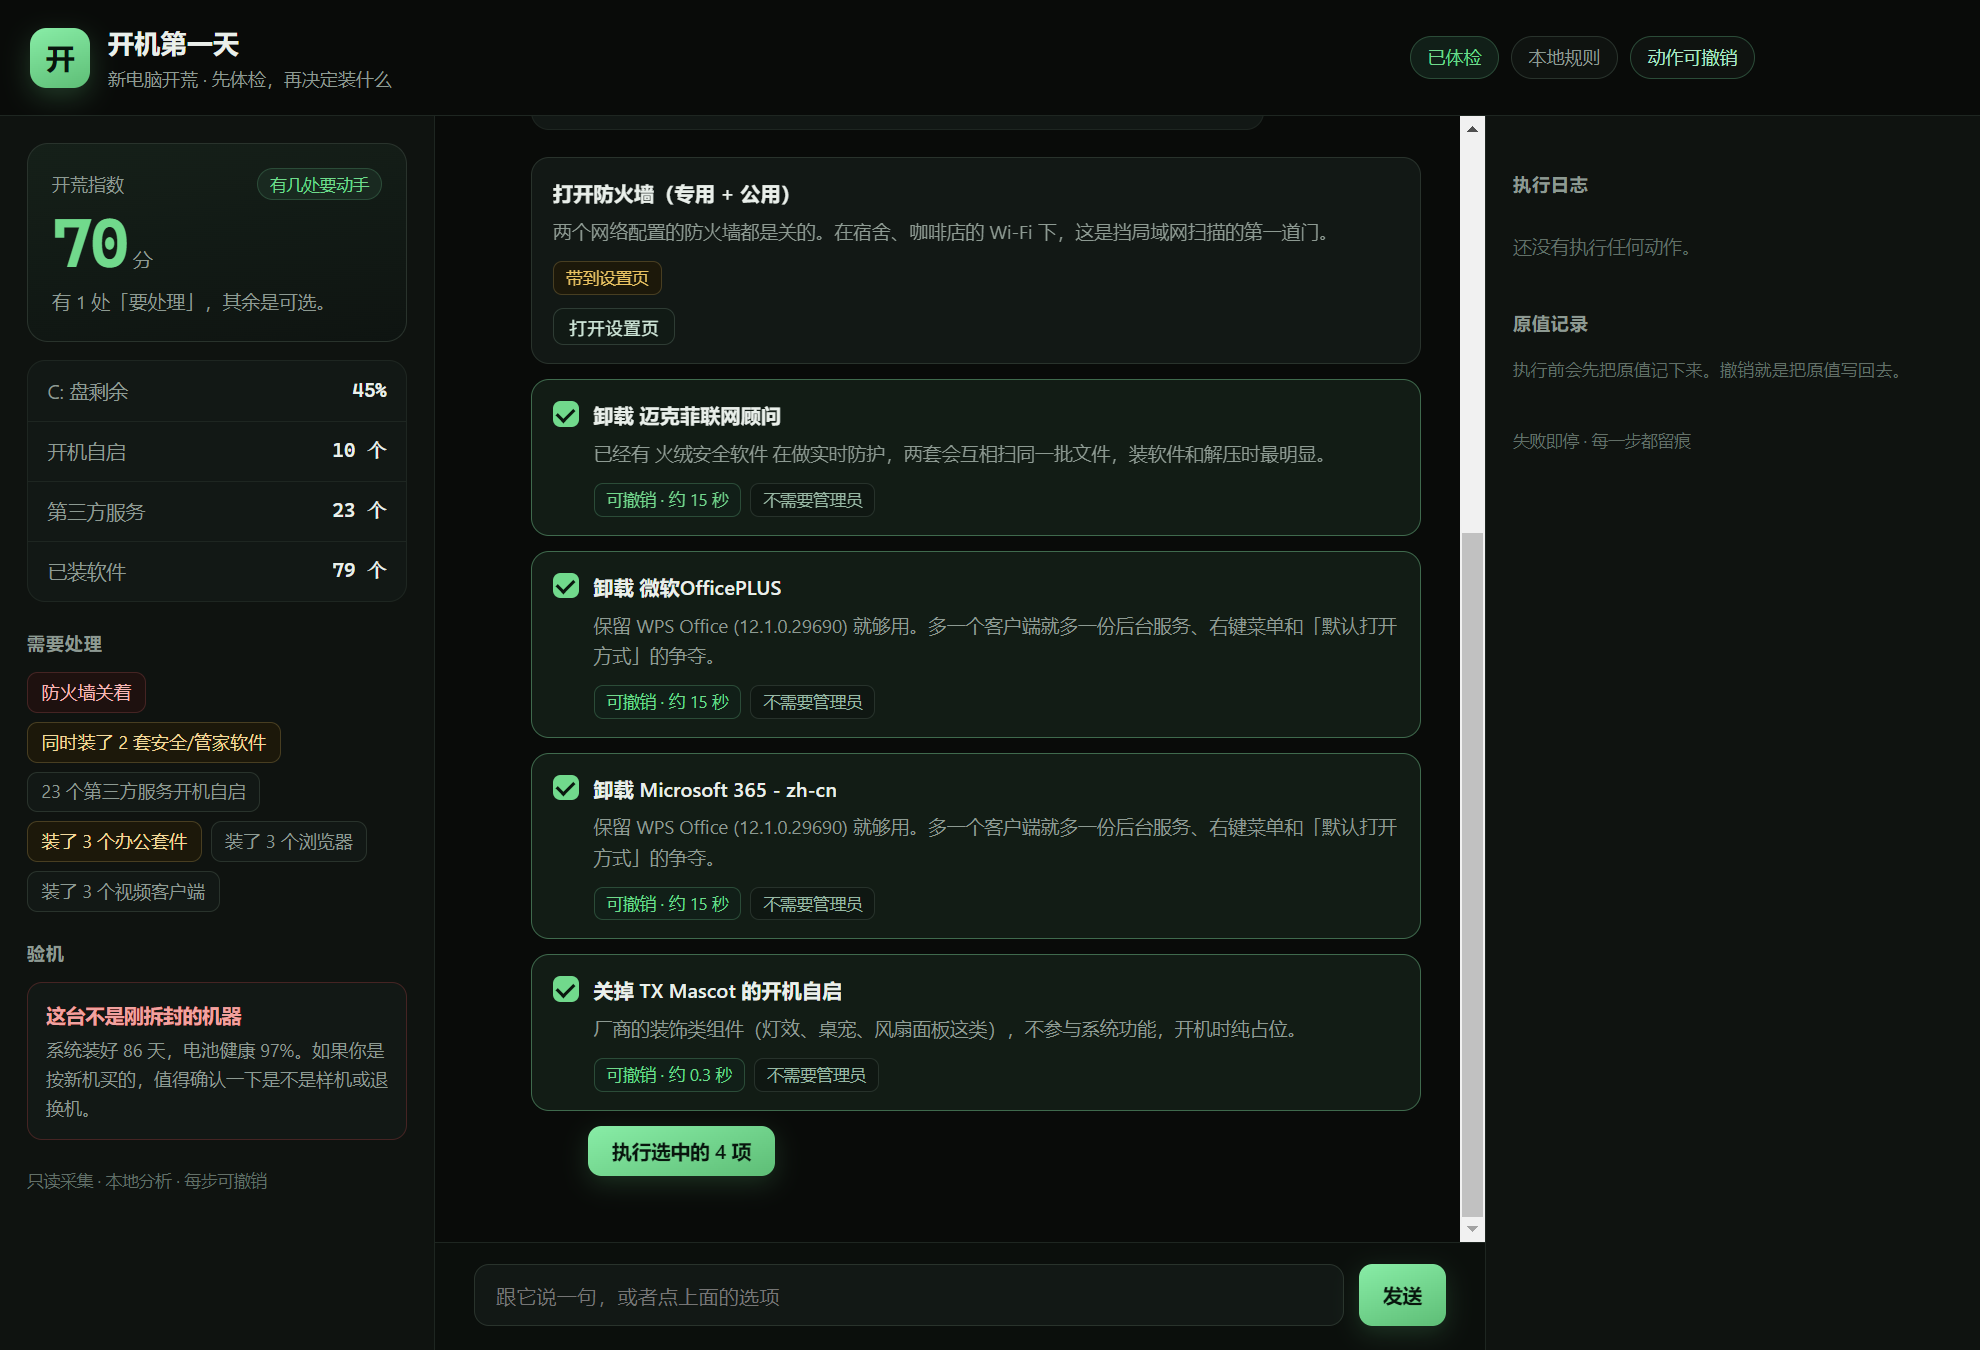 开
开机第一天
新电脑开荒 · 先体检，再决定装什么
已体检
本地规则
动作可撤销
开荒指数
有几处要动手
70 分
有 1 处「要处理」，其余是可选。
C: 盘剩余
45%
开机自启
10 个
第三方服务
23 个
已装软件
79 个
需要处理
防火墙关着
同时装了 2 套安全/管家软件
23 个第三方服务开机自启
装了 3 个办公套件
装了 3 个浏览器
装了 3 个视频客户端
验机
这台不是刚拆封的机器
系统装好 86 天，电池健康 97%。如果你是
按新机买的，值得确认一下是不是样机或退
换机。
只读采集 · 本地分析 · 每步可撤销
打开防火墙（专用 + 公用）
两个网络配置的防火墙都是关的。在宿舍、咖啡店的 Wi-Fi 下，这是挡局域网扫描的第一道门。
带到设置页
打开设置页
卸载 迈克菲联网顾问
已经有 火绒安全软件 在做实时防护，两套会互相扫同一批文件，装软件和解压时最明显。
可撤销 · 约 15 秒
不需要管理员
卸载 微软OfficePLUS
保留 WPS Office (12.1.0.29690) 就够用。多一个客户端就多一份后台服务、右键菜单和「默认打开
方式」的争夺。
可撤销 · 约 15 秒
不需要管理员
卸载 Microsoft 365 - zh-cn
保留 WPS Office (12.1.0.29690) 就够用。多一个客户端就多一份后台服务、右键菜单和「默认打开
方式」的争夺。
可撤销 · 约 15 秒
不需要管理员
关掉 TX Mascot 的开机自启
厂商的装饰类组件（灯效、桌宠、风扇面板这类），不参与系统功能，开机时纯占位。
可撤销 · 约 0.3 秒
不需要管理员
执行选中的 4 项
跟它说一句，或者点上面的选项
发送
执行日志
还没有执行任何动作。
原值记录
执行前会先把原值记下来。撤销就是把原值写回去。
失败即停 · 每一步都留痕